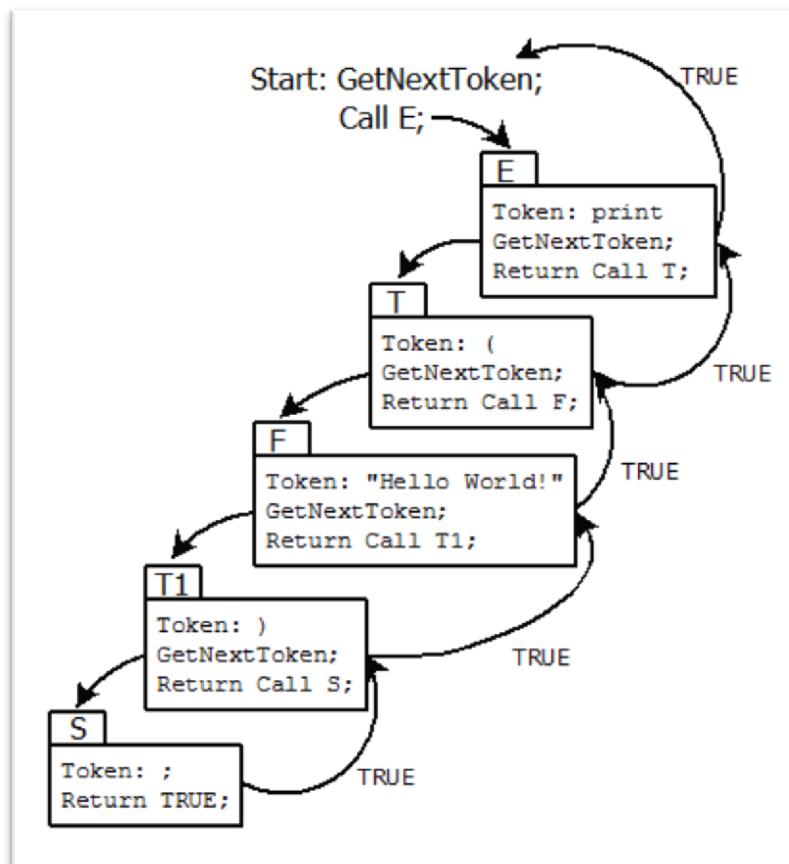 TRUE
Start: GetNextToken;
Call E;
E
Token: print
GetNextToken;
Return Call T;
T
TRUE
Token: (
GetNextToken;
Return Call F;
F
TRUE
Token: "Hello World!"
GetNextToken;
Return Call T1;
T1
Token: )
GetNextToken;
TRUE
Return Call S;
S
Token: ;
TRUE
Return TRUE;